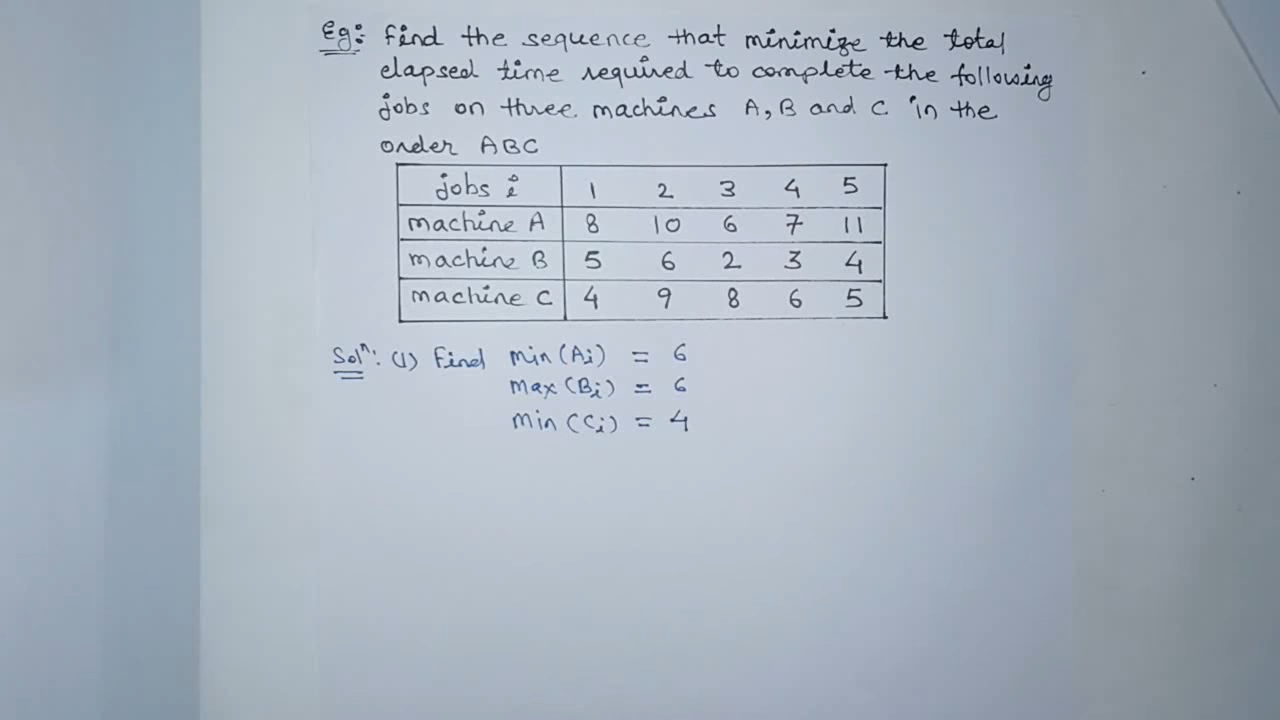 Eg: Find the sequence that minimize the total
elapsed time required to complete the following
jobs on three machines A, B and C in the
order ABC
jobs i 1 2 3 4 5
machine A 8 10 6 7 11
machine B 5 6 2 3 4
machine C 4 9 8 6 5
Solⁿ: (1) Find min(Ai) = 6
max(Bi) = 6
min(Ci) = 4